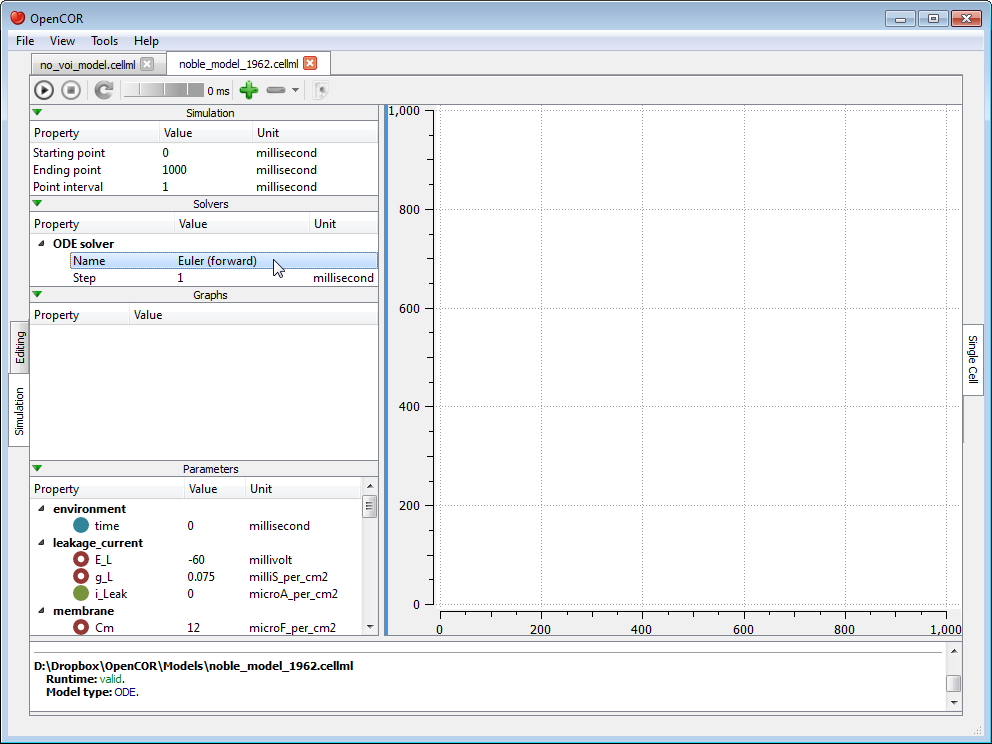 OpenCOR
File View Tools Help
no_voi_model.cellml noble_model_1962.cellml
0 ms
Simulation
Property Value Unit
Starting point 0 millisecond
Ending point 1000 millisecond
Point interval 1 millisecond
Solvers
Property Value Unit
ODE solver
Name Euler (forward)
Step 1 millisecond
Graphs
Property Value
Parameters
Property Value Unit
environment
time 0 millisecond
leakage_current
E_L -60 millivolt
g_L 0.075 milliS_per_cm2
i_Leak 0 microA_per_cm2
membrane
Cm 12 microF_per_cm2
Editing
Simulation
1,000
800
600
400
200
0
0 200 400 600 800 1,000
Single Cell
D:\Dropbox\OpenCOR\Models\noble_model_1962.cellml
Runtime: valid.
Model type: ODE.